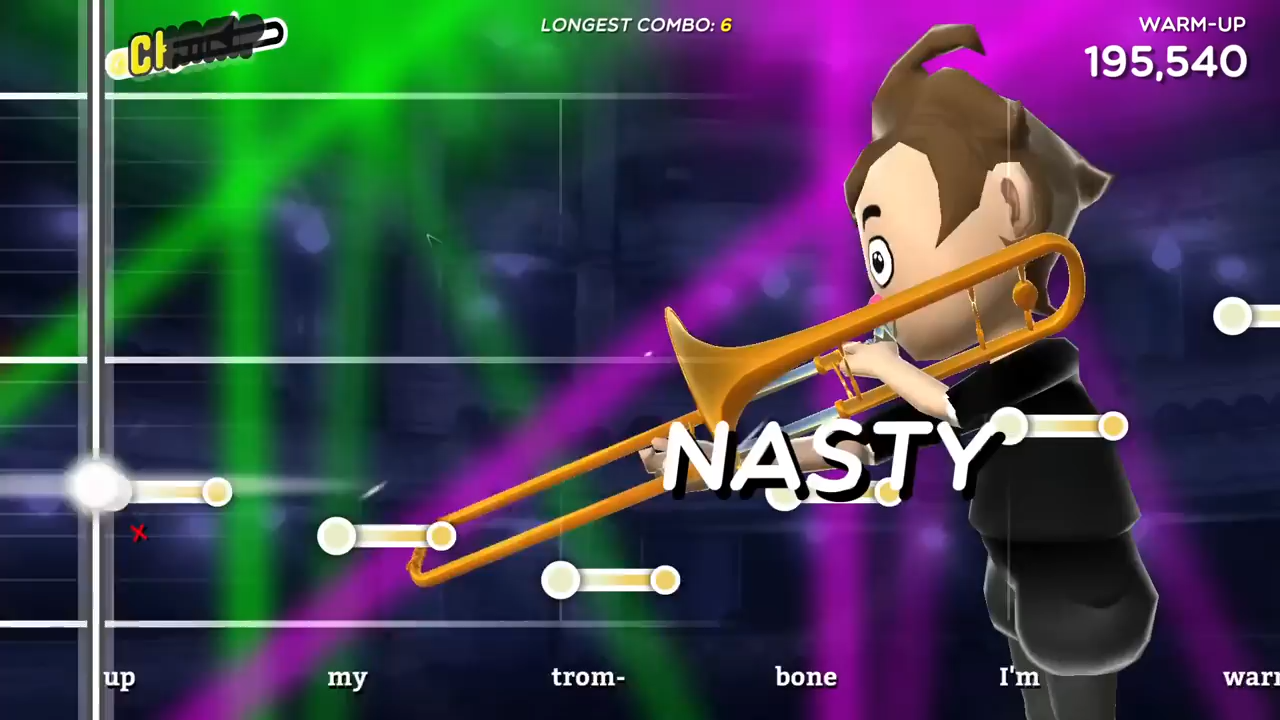 LONGEST COMBO: 6
WARM-UP
195,540
NASTY
up my trom- bone I'm